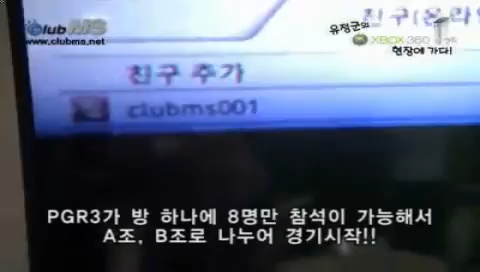 club MS
www.clubms.net
친구(온라인
유정군의
XBOX 360
현장에 가다!
친구 추가
clubms001
PGR3가 방 하나에 8명만 참석이 가능해서
A조, B조로 나누어 경기시작!!